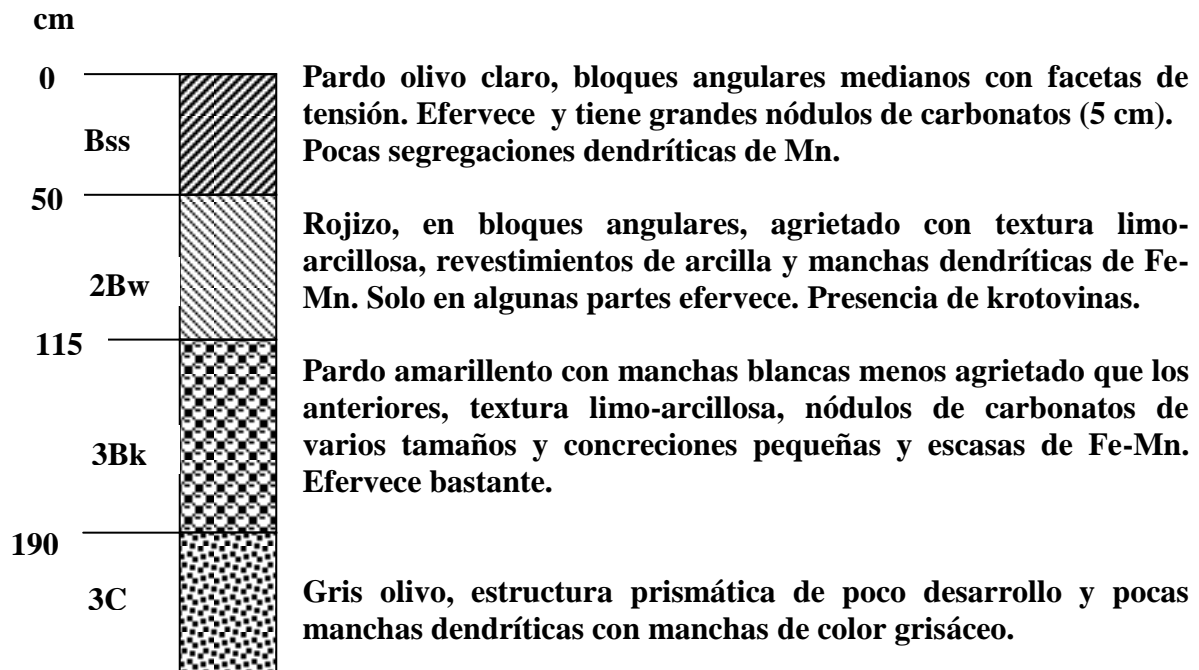 cm
0
Pardo olivo claro, bloques angulares medianos con facetas de
tensión. Efervece y tiene grandes nódulos de carbonatos (5 cm).
Pocas segregaciones dendríticas de Mn.
Bss
50
Rojizo, en bloques angulares, agrietado con textura limo-
arcillosa, revestimientos de arcilla y manchas dendríticas de Fe-
Mn. Solo en algunas partes efervece. Presencia de krotovinas.
2Bw
115
Pardo amarillento con manchas blancas menos agrietado que los
anteriores, textura limo-arcillosa, nódulos de carbonatos de
varios tamaños y concreciones pequeñas y escasas de Fe-Mn.
Efervece bastante.
3Bk
190
3C
Gris olivo, estructura prismática de poco desarrollo y pocas
manchas dendríticas con manchas de color grisáceo.